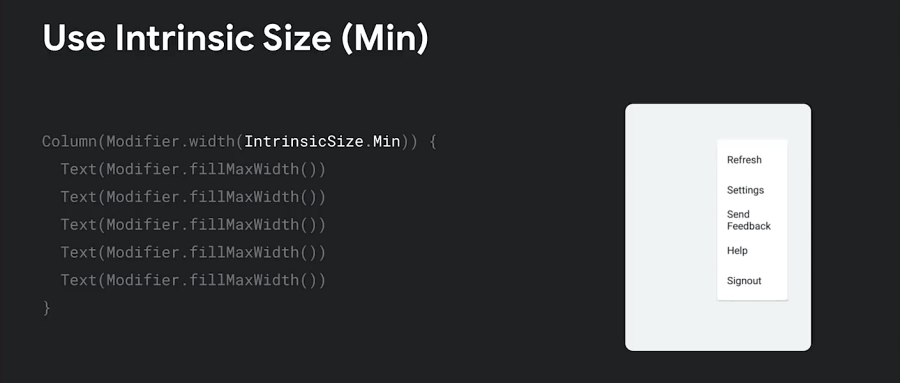 Use Intrinsic Size (Min)
Column(Modifier.width(IntrinsicSize.Min)) {
  Text(Modifier.fillMaxWidth())
  Text(Modifier.fillMaxWidth())
  Text(Modifier.fillMaxWidth())
  Text(Modifier.fillMaxWidth())
  Text(Modifier.fillMaxWidth())
}
Refresh
Settings
Send
Feedback
Help
Signout